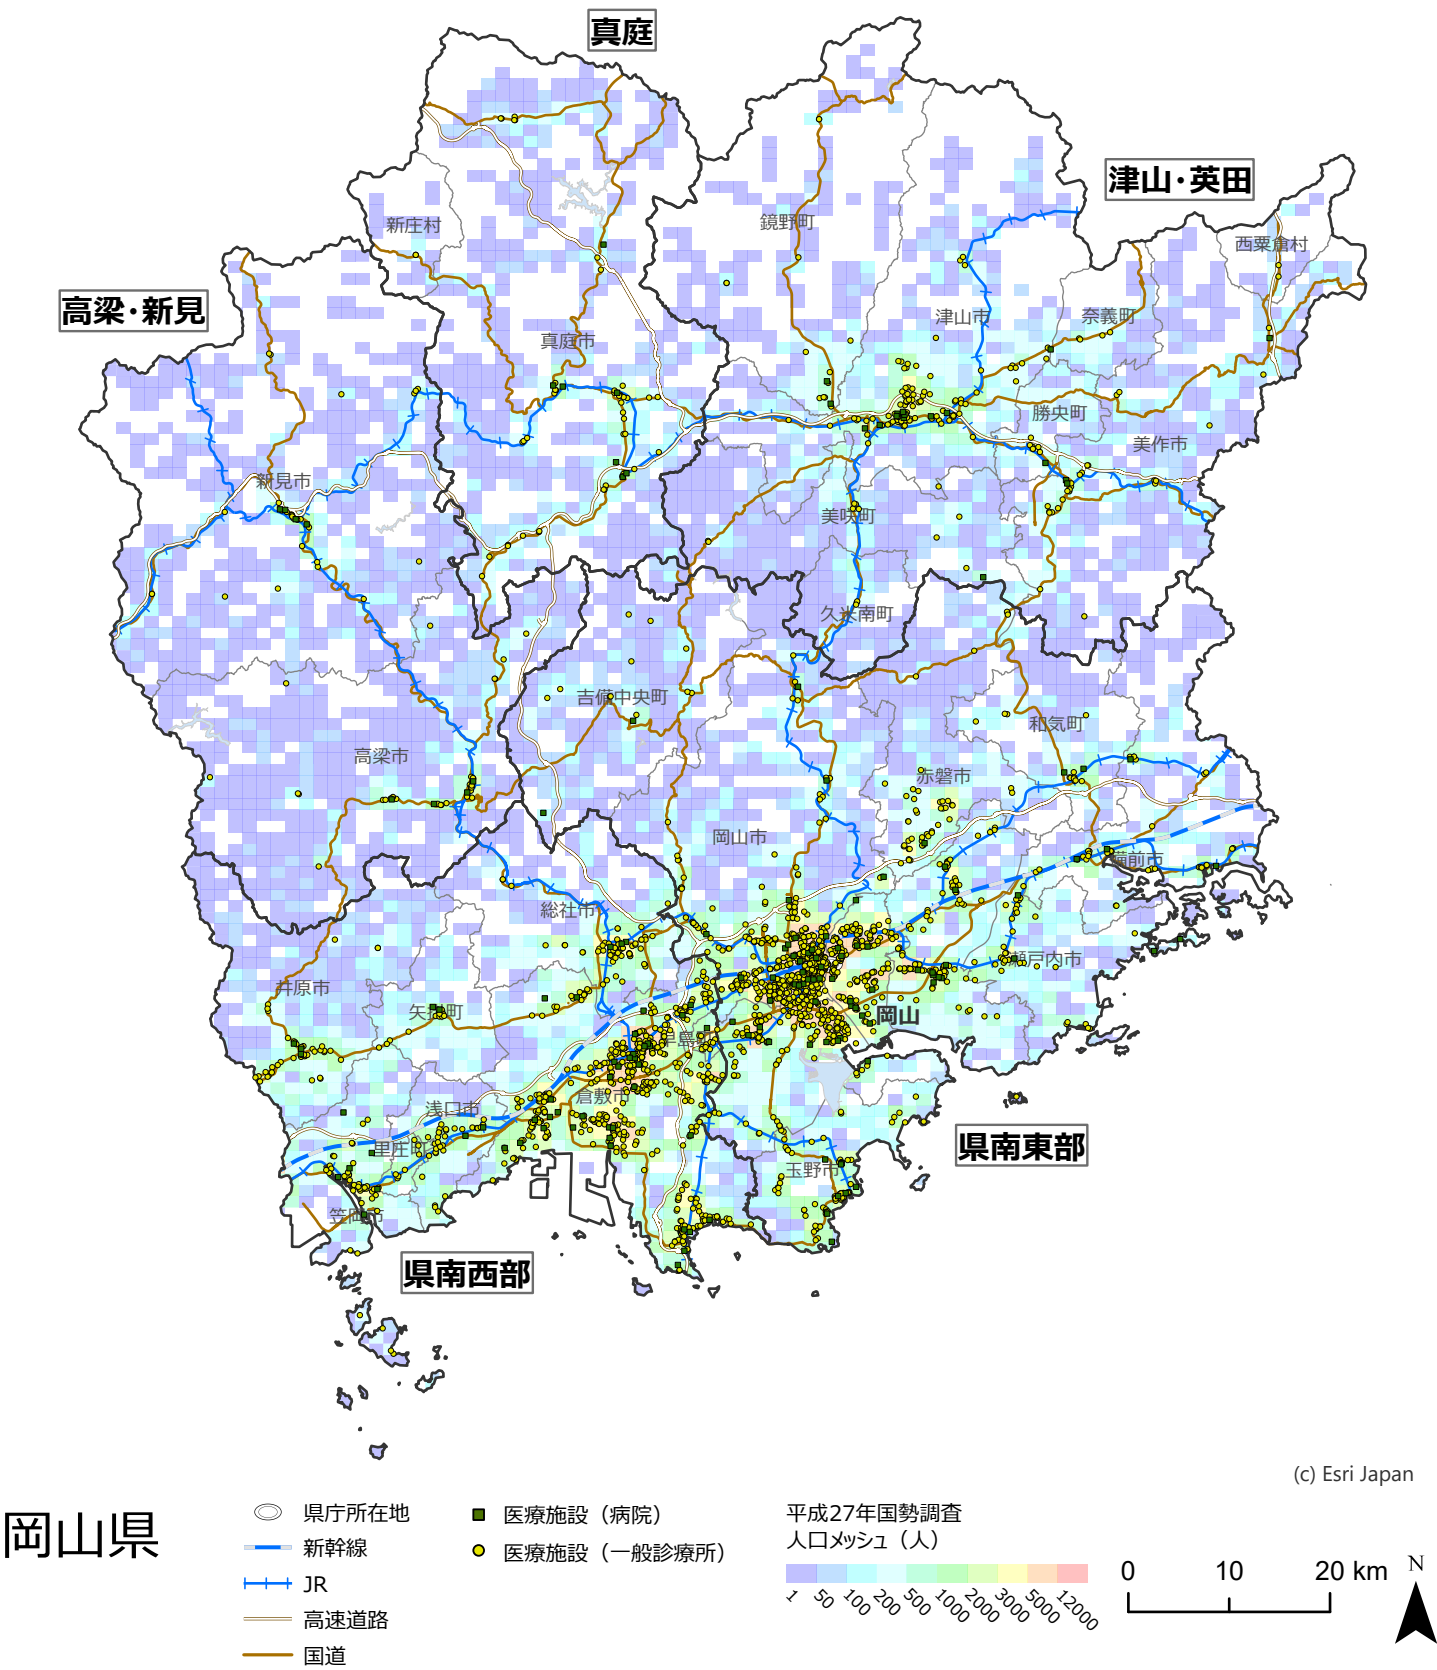 真庭
津山・英田
新庄村
鏡野町
西粟倉村
高梁・新見
津山市
奈義町
真庭市
勝央町
美作市
新見市
美咲町
久米南町
吉備中央町
和気町
高梁市
赤磐市
岡山市
備前市
総社市
瀬戸内市
井原市
矢掛町
岡山
早島町
倉敷市
浅口市
県南東部
里庄町
玉野市
笠岡市
県南西部
(c) Esri Japan
岡山県
県庁所在地
新幹線
JR
高速道路
国道
医療施設（病院）
医療施設（一般診療所）
平成27年国勢調査
人口メッシュ（人）
1 50 100 200 500 1000 2000 3000 5000 12000
0 10 20 km
N